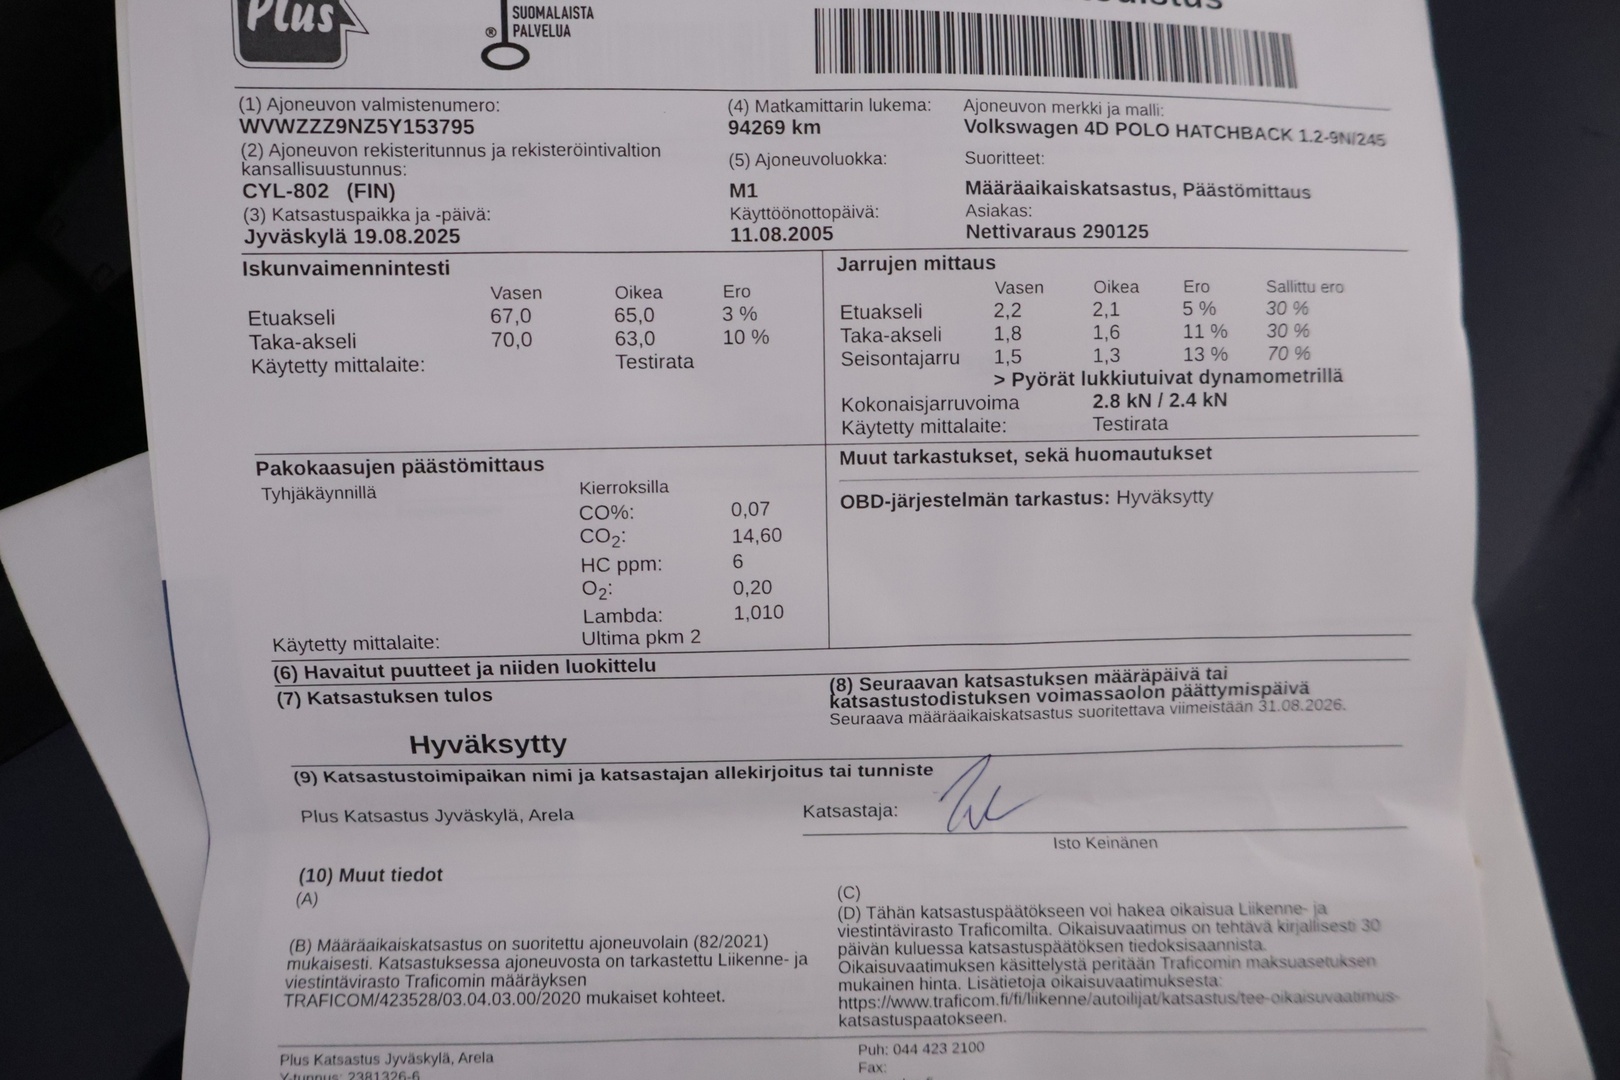 Plus
SUOMALAISTA
® PALVELUA
(1) Ajoneuvon valmistenumero:
WVWZZZ9NZ5Y153795
(2) Ajoneuvon rekisteritunnus ja rekisteröintivaltion
kansallisuustunnus:
CYL-802 (FIN)
(3) Katsastuspaikka ja -päivä:
Jyväskylä 19.08.2025
(4) Matkamittarin lukema:
94269 km
(5) Ajoneuvoluokka:
M1
Käyttöönottopäivä:
11.08.2005
Ajoneuvon merkki ja malli:
Volkswagen 4D POLO HATCHBACK 1.2-9N/245
Suoritteet:
Määräaikaiskatsastus, Päästömittaus
Asiakas:
Nettivaraus 290125
Iskunvaimennintesti
Vasen Oikea Ero
Etuakseli 67,0 65,0 3 %
Taka-akseli 70,0 63,0 10 %
Käytetty mittalaite: Testirata
Jarrujen mittaus
Vasen Oikea Ero Sallittu ero
Etuakseli 2,2 2,1 5 % 30 %
Taka-akseli 1,8 1,6 11 % 30 %
Seisontajarru 1,5 1,3 13 % 70 %
> Pyörät lukkiutuivat dynamometrillä
Kokonaisjarruvoima 2.8 kN / 2.4 kN
Käytetty mittalaite: Testirata
Pakokaasujen päästömittaus
Tyhjäkäynnillä Kierroksilla
CO%: 0,07
CO₂: 14,60
HC ppm: 6
O₂: 0,20
Lambda: 1,010
Käytetty mittalaite: Ultima pkm 2
Muut tarkastukset, sekä huomautukset
OBD-järjestelmän tarkastus: Hyväksytty
(6) Havaitut puutteet ja niiden luokittelu
(7) Katsastuksen tulos
Hyväksytty
(8) Seuraavan katsastuksen määräpäivä tai
katsastustodistuksen voimassaolon päättymispäivä
Seuraava määräaikaiskatsastus suoritettava viimeistään 31.08.2026.
(9) Katsastustoimipaikan nimi ja katsastajan allekirjoitus tai tunniste
Plus Katsastus Jyväskylä, Arela
Katsastaja:
Isto Keinänen
(10) Muut tiedot
(A)
(B) Määräaikaiskatsastus on suoritettu ajoneuvolain (82/2021)
mukaisesti. Katsastuksessa ajoneuvosta on tarkastettu Liikenne- ja
viestintävirasto Traficomin määräyksen
TRAFICOM/423528/03.04.03.00/2020 mukaiset kohteet.
(C)
(D) Tähän katsastuspäätökseen voi hakea oikaisua Liikenne- ja
viestintävirasto Traficomilta. Oikaisuvaatimus on tehtävä kirjallisesti 30
päivän kuluessa katsastuspäätöksen tiedoksisaannista.
Oikaisuvaatimuksen käsittelystä peritään Traficomin maksuasetuksen
mukainen hinta. Lisätietoja oikaisuvaatimuksesta:
https://www.traficom.fi/fi/liikenne/autoilijat/katsastus/tee-oikaisuvaatimus-
katsastuspaatokseen.
Plus Katsastus Jyväskylä, Arela
Y-tunnus: 2381326-6
Puh: 044 423 2100
Fax: